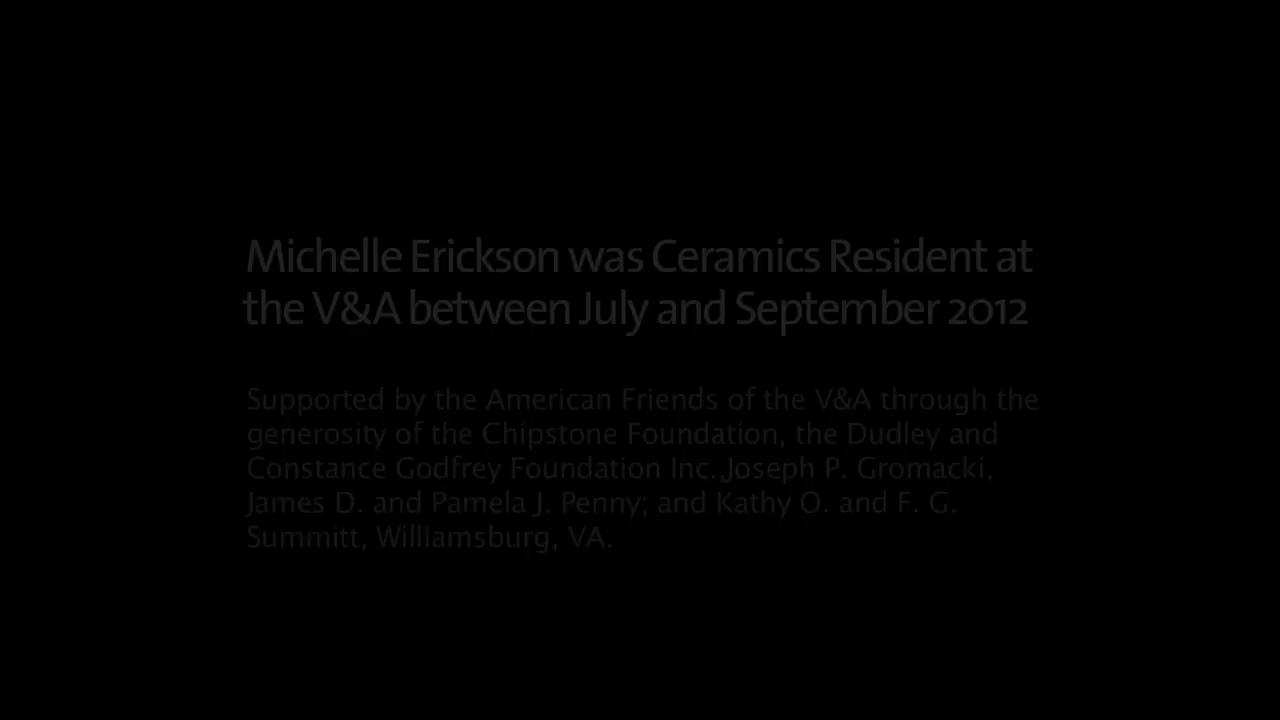 Michelle Erickson was Ceramics Resident at
the V&A between July and September 2012
Supported by the American Friends of the V&A through the
generosity of the Chipstone Foundation, the Dudley and
Constance Godfrey Foundation Inc.,Joseph P. Gromacki,
James D. and Pamela J. Penny; and Kathy O. and F. G.
Summitt, Williamsburg, VA.